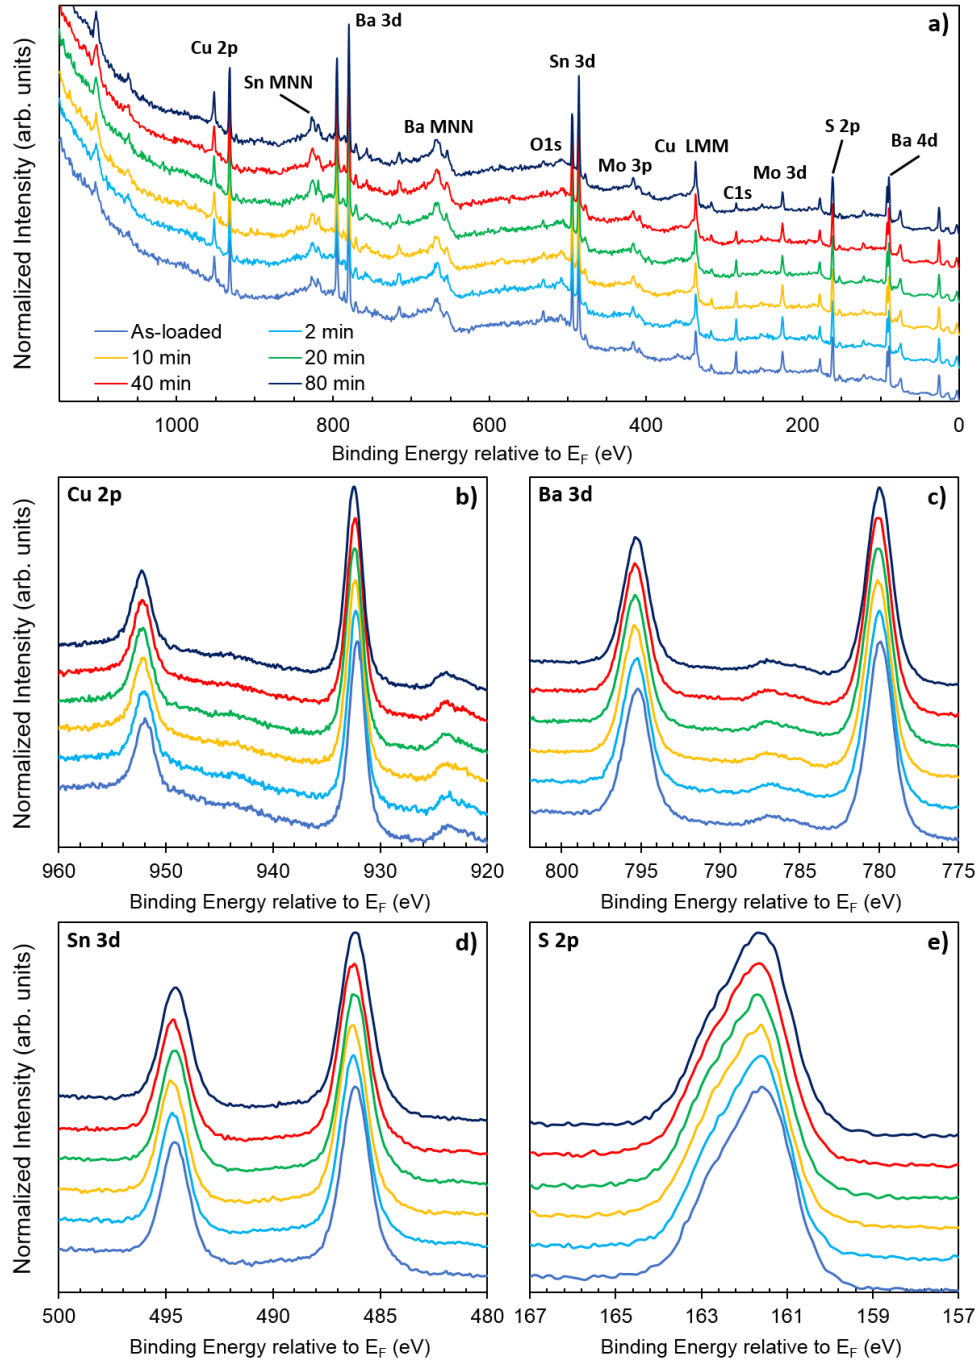 a)
Normalized Intensity (arb. units)
Cu 2p
Sn MNN
Ba 3d
Ba MNN
O1s
Sn 3d
Mo 3p
Cu LMM
C1s
Mo 3d
S 2p
Ba 4d
As-loaded
2 min
10 min
20 min
40 min
80 min
1000 800 600 400 200 0
Binding Energy relative to EF (eV)
Cu 2p b)
Normalized Intensity (arb. units)
960 950 940 930 920
Binding Energy relative to EF (eV)
Ba 3d c)
800 795 790 785 780 775
Binding Energy relative to EF (eV)
Sn 3d d)
Normalized Intensity (arb. units)
500 495 490 485 480
Binding Energy relative to EF (eV)
S 2p e)
167 165 163 161 159 157
Binding Energy relative to EF (eV)